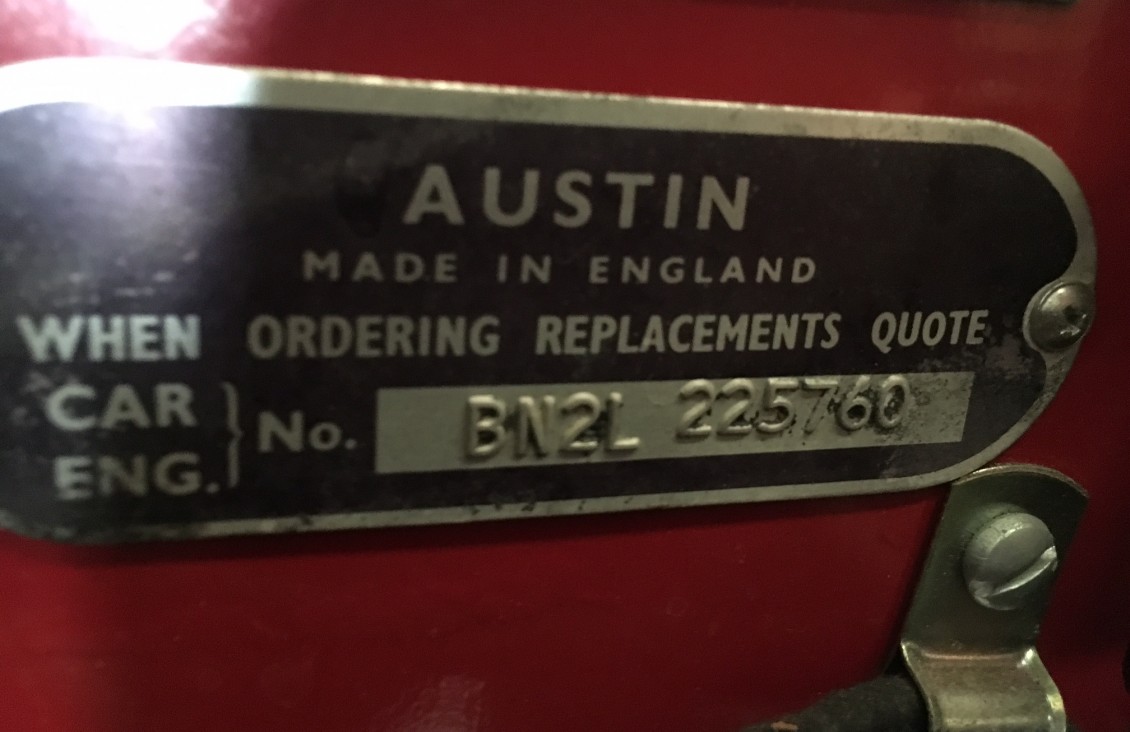 AUSTIN
MADE IN ENGLAND
WHEN ORDERING REPLACEMENTS QUOTE
CAR
ENG. } No. BN2L 225760